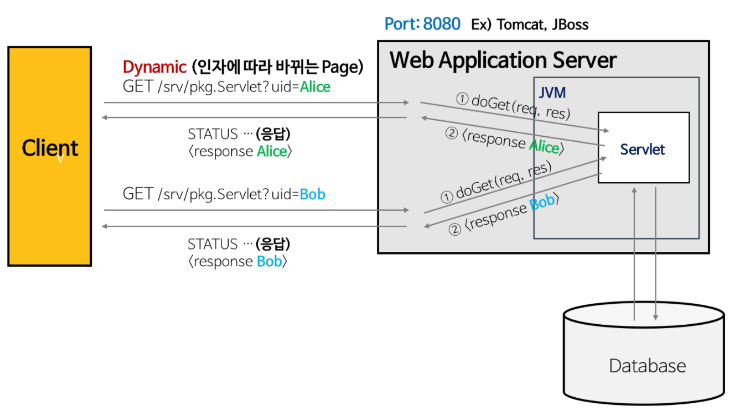 Port: 8080 Ex) Tomcat, JBoss
Client
Dynamic (인자에 따라 바뀌는 Page)
GET /srv/pkg.Servlet?uid=Alice
STATUS … (응답)
〈response Alice〉
GET /srv/pkg.Servlet?uid=Bob
STATUS … (응답)
〈response Bob〉
Web Application Server
JVM
① doGet(req, res)
② 〈response Alice〉
① doGet(req, res)
② 〈response Bob〉
Servlet
Database